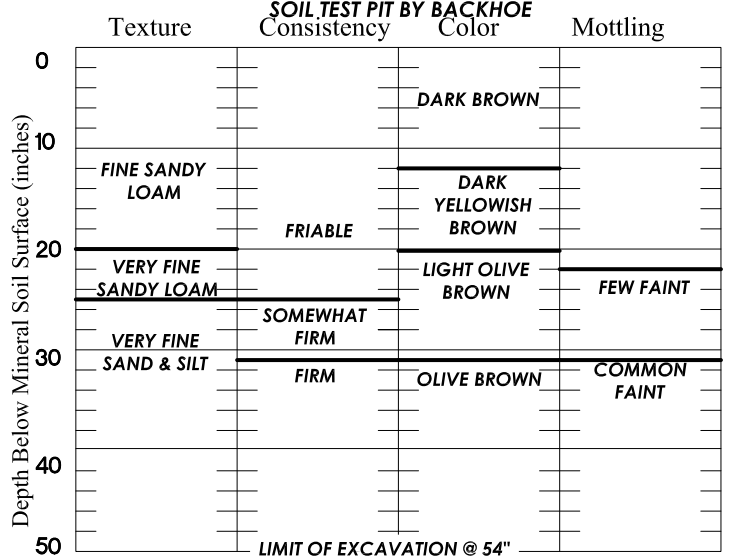 SOIL TEST PIT BY BACKHOE
Texture Consistency Color Mottling
Depth Below Mineral Soil Surface (inches)
0
DARK BROWN
10
FINE SANDY
LOAM
DARK
YELLOWISH
BROWN
FRIABLE
20
VERY FINE
SANDY LOAM
LIGHT OLIVE
BROWN
FEW FAINT
SOMEWHAT
FIRM
VERY FINE
SAND & SILT
30
FIRM
OLIVE BROWN
COMMON
FAINT
40
50
LIMIT OF EXCAVATION @ 54"